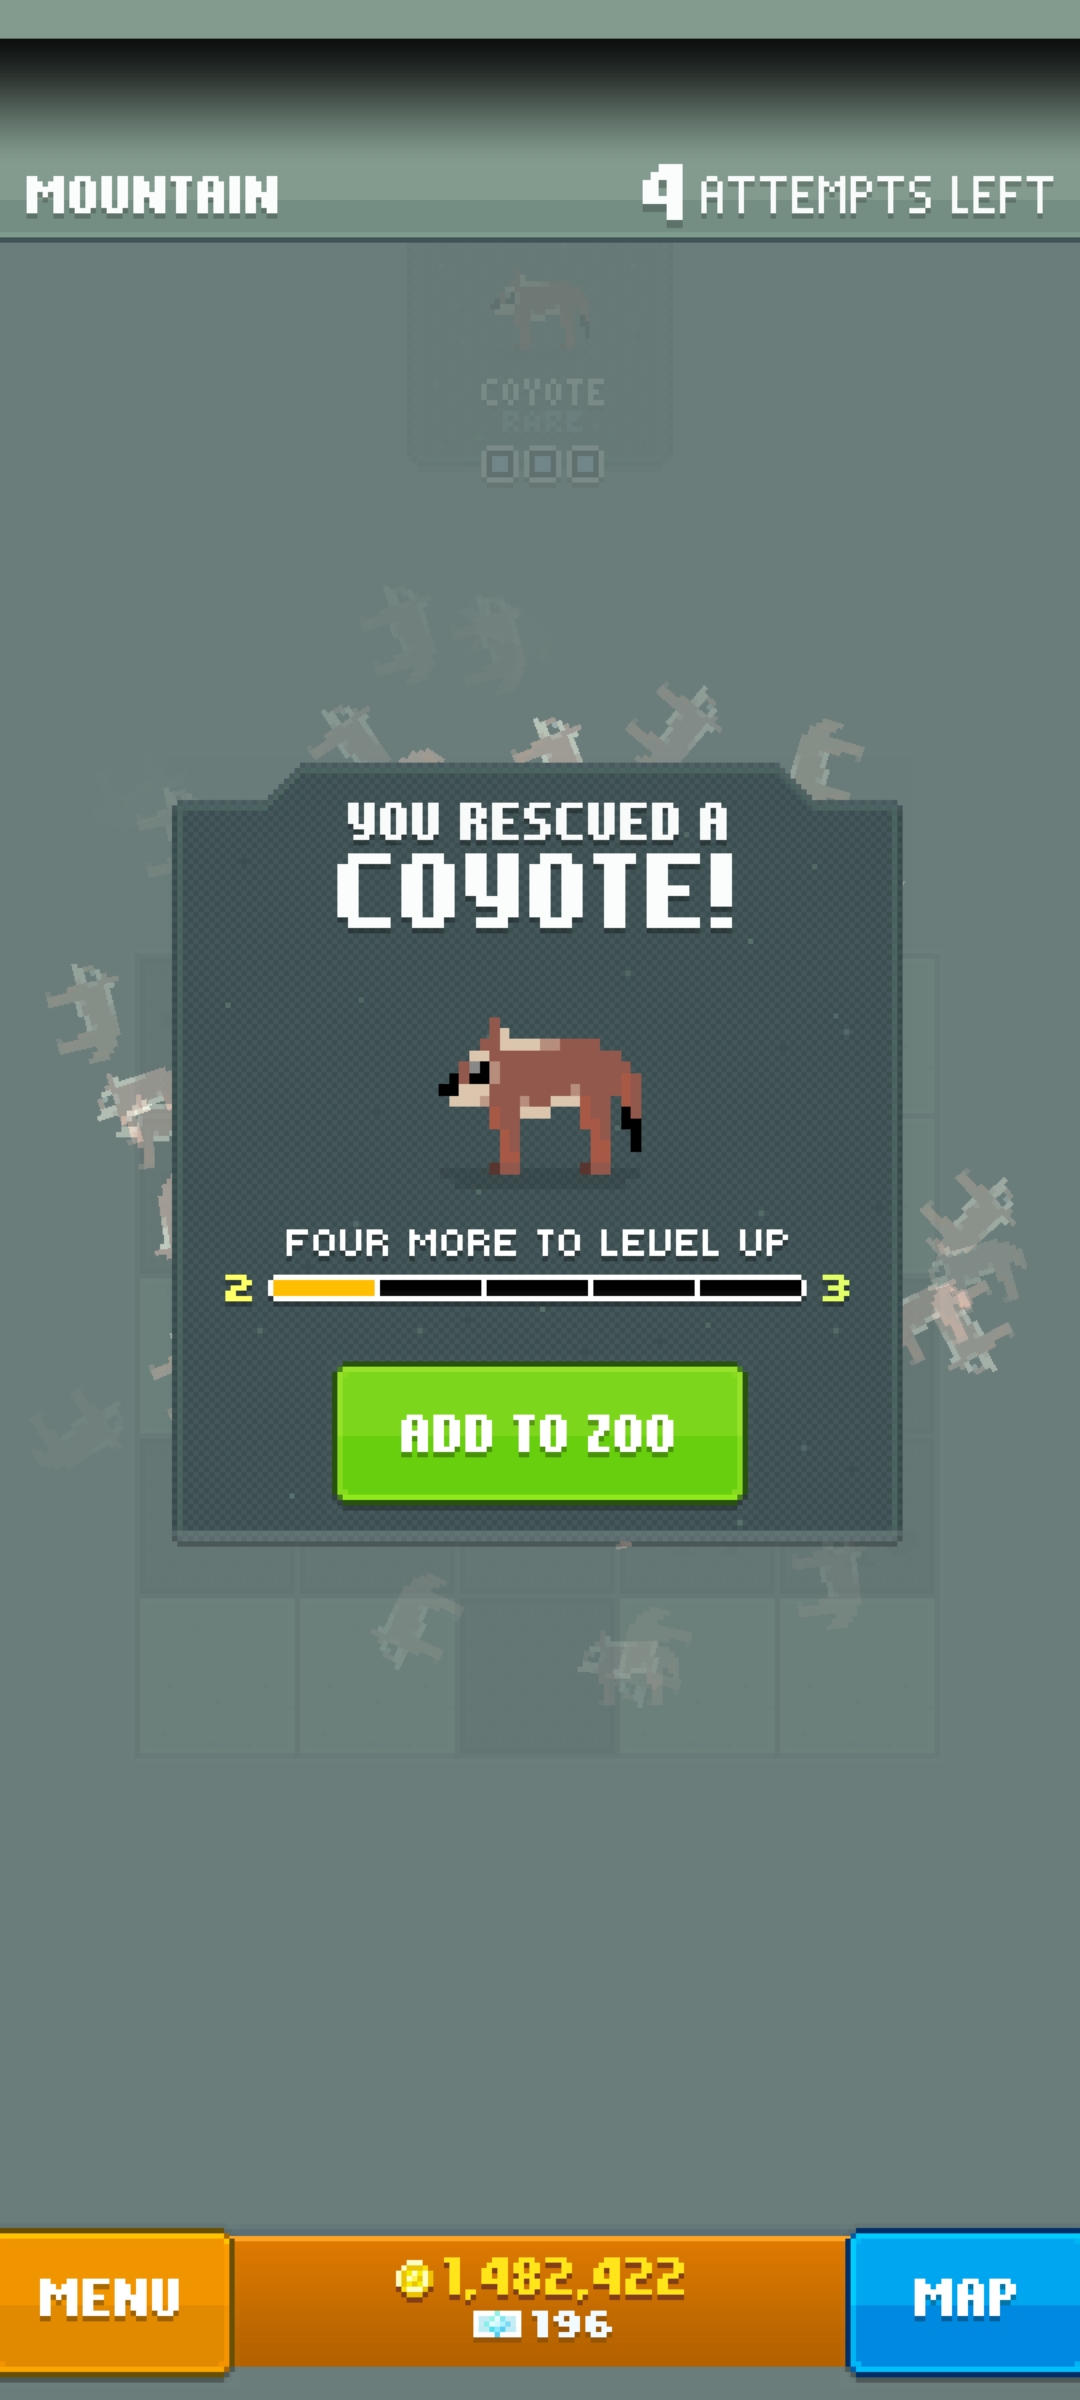 MOUNTAIN
4 ATTEMPTS LEFT
COYOTE
RARE
YOU RESCUED A
COYOTE!
FOUR MORE TO LEVEL UP
2 3
ADD TO ZOO
MENU
1,482,422
196
MAP